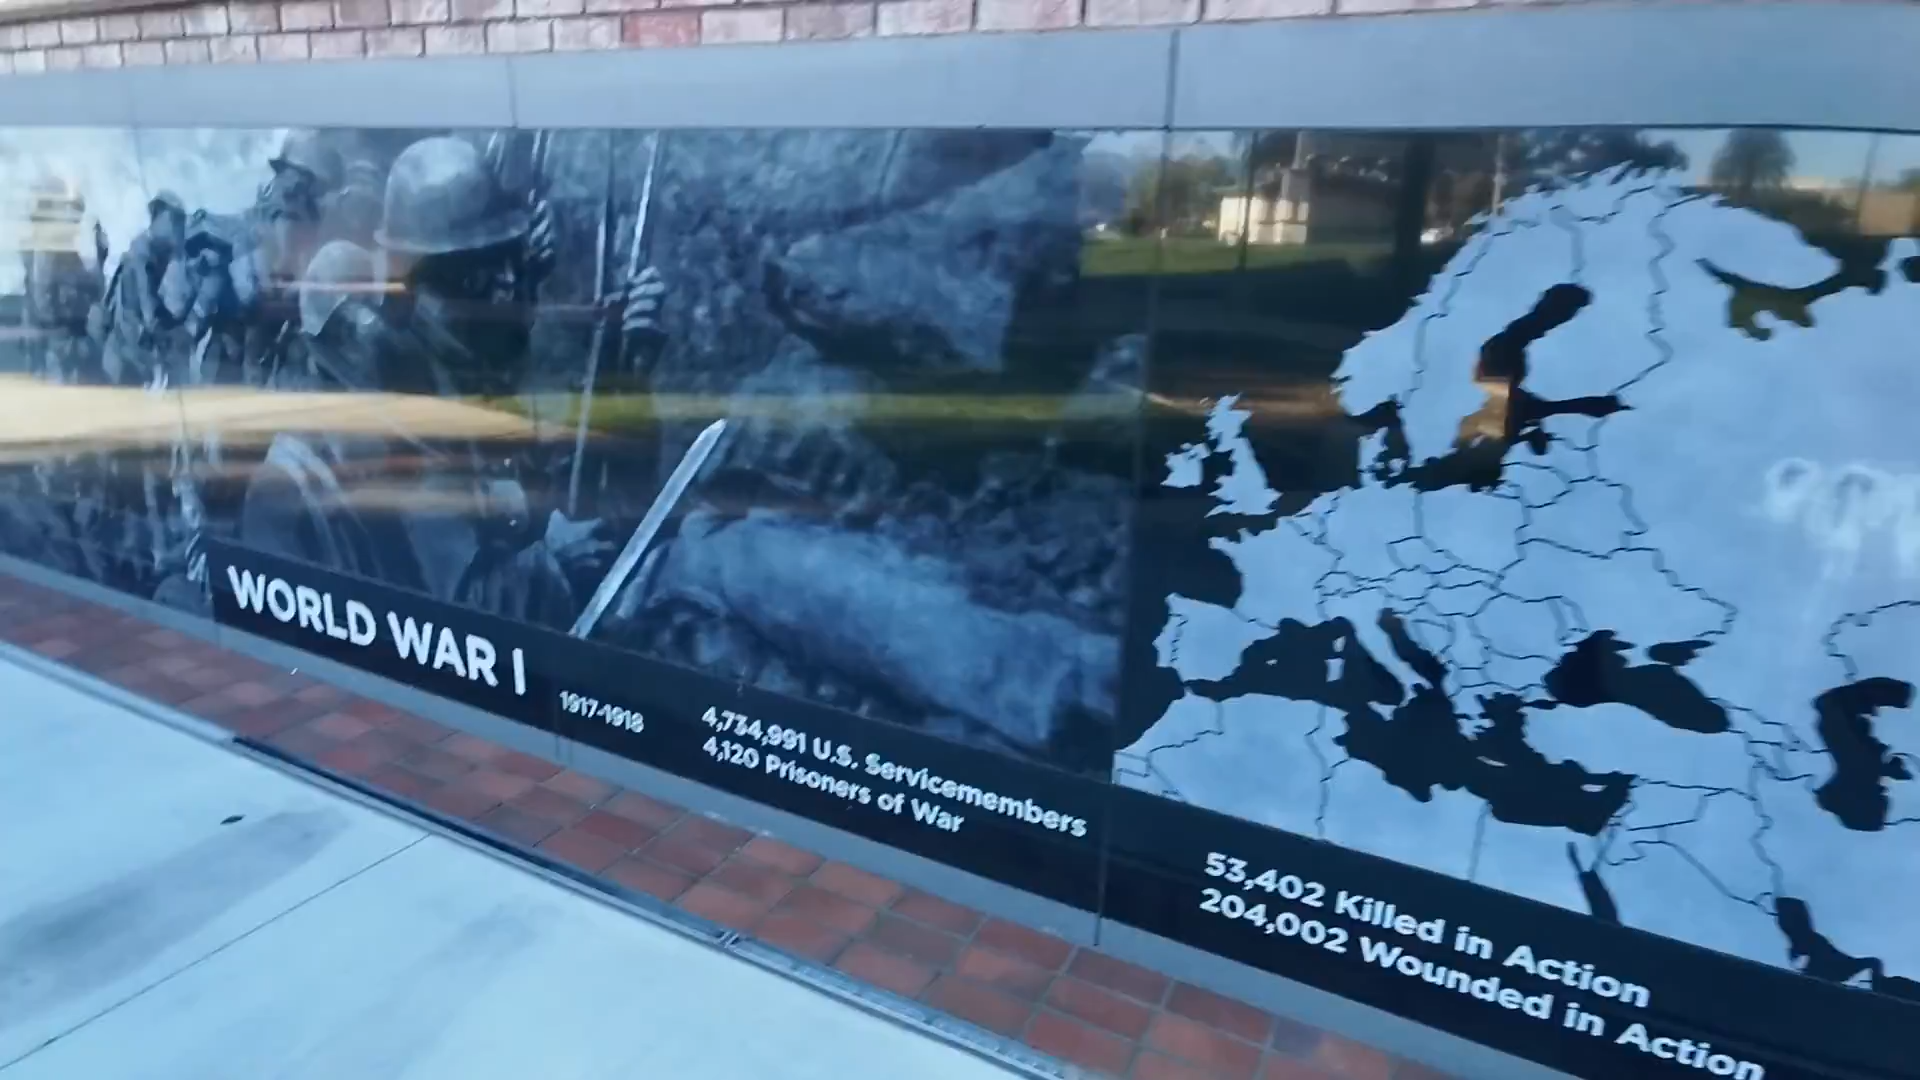 WORLD WAR I
1917-1918
4,734,991 U.S. Servicemembers
4,120 Prisoners of War
53,402 Killed in Action
204,002 Wounded in Action